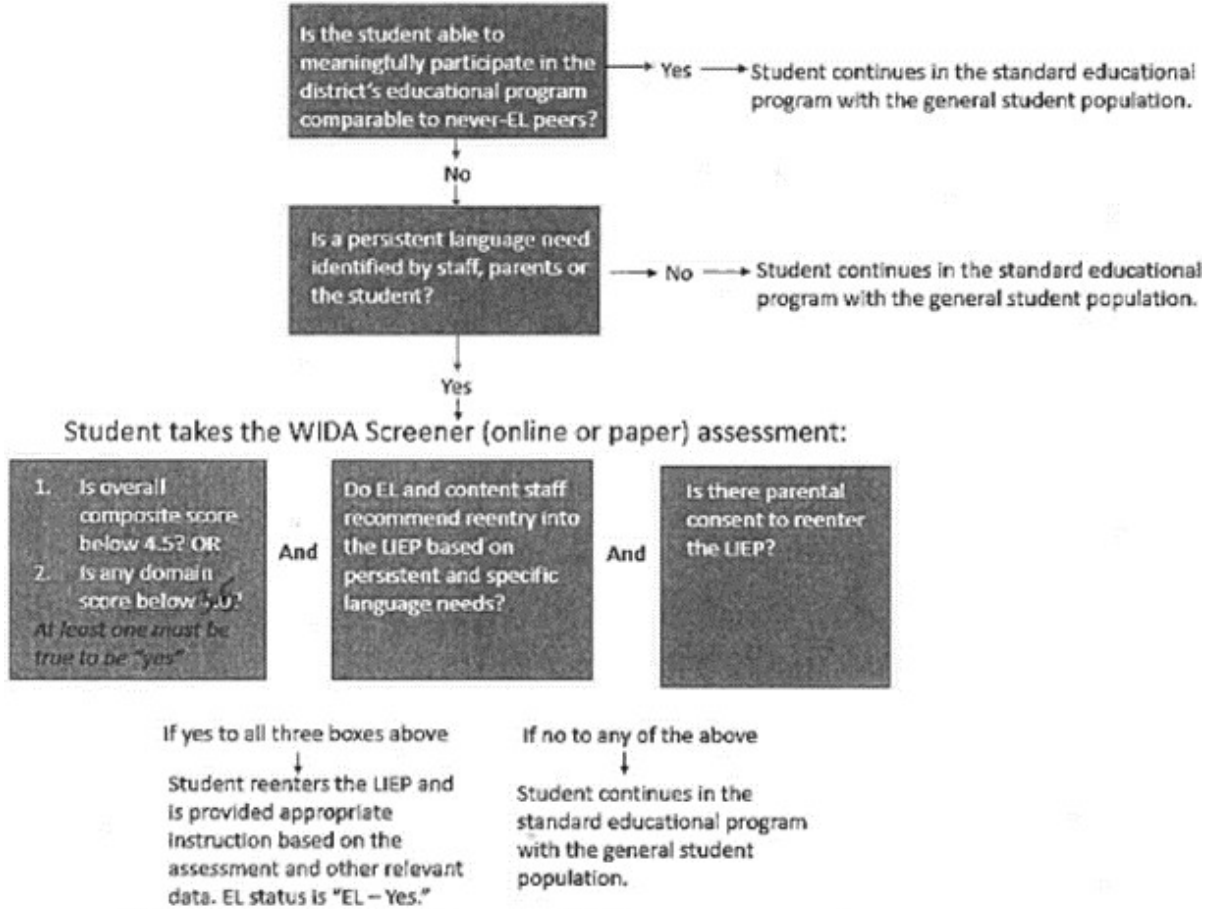 Is the student able to
meaningfully participate in the
district's educational program
comparable to never-EL peers?
Yes
Student continues in the standard educational
program with the general student population.
No
Is a persistent language need
identified by staff, parents or
the student?
No
Student continues in the standard educational
program with the general student population.
Yes
Student takes the WIDA Screener (online or paper) assessment:
1. Is overall
composite score
below 4.5? OR
2. Is any domain
score below
At least one must be
true to be "yes"
And
Do EL and content staff
recommend reentry into
the LIEP based on
persistent and specific
language needs?
And
Is there parental
consent to reenter
the LIEP?
If yes to all three boxes above
Student reenters the LIEP and
is provided appropriate
instruction based on the
assessment and other relevant
data. EL status is "EL – Yes."
If no to any of the above
Student continues in the
standard educational program
with the general student
population.